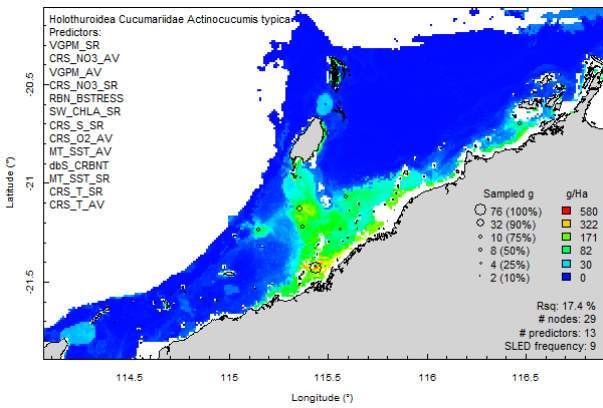 Holothuroidea Cucumariidae Actinocucumis typica
Predictors:
VGPM_SR
CRS_NO3_AV
VGPM_AV
CRS_NO3_SR
RBN_BSTRESS
SW_CHLA_SR
CRS_S_SR
CRS_O2_AV
MT_SST_AV
dbS_CRBNT
MT_SST_SR
CRS_T_SR
CRS_T_AV
-20.5
-21
-21.5
Latitude (°)
Sampled g g/Ha
76 (100%) 580
32 (90%) 322
10 (75%) 171
8 (50%) 82
4 (25%) 30
2 (10%) 0
Rsq: 17.4 %
# nodes: 29
# predictors: 13
SLED frequency: 9
114.5 115 115.5 116 116.5
Longitude (°)